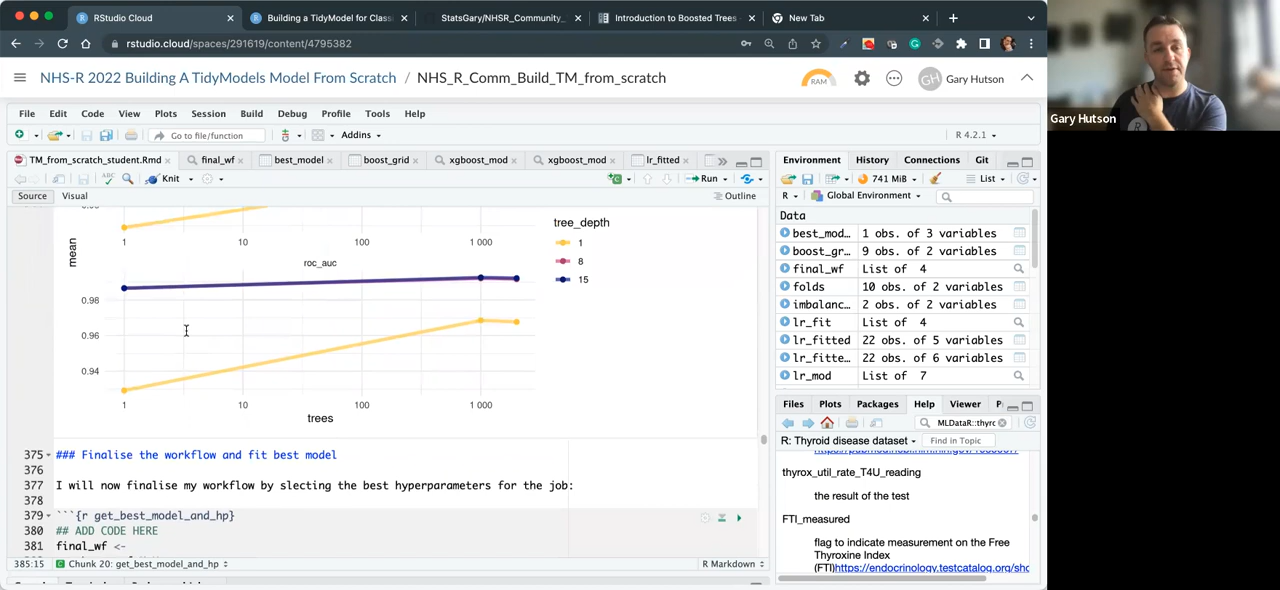 RStudio Cloud
Building a TidyModel for Class
StatsGary/NHSR_Community_
Introduction to Boosted Trees -
New Tab
rstudio.cloud/spaces/291619/content/4795382
NHS-R 2022 Building A TidyModels Model From Scratch / NHS_R_Comm_Build_TM_from_scratch
RAM
GH
Gary Hutson
Gary Hutson
File Edit Code View Plots Session Build Debug Profile Tools Help
Go to file/function
Addins
R 4.2.1
TM_from_scratch_student.Rmd
final_wf
best_model
boost_grid
xgboost_mod
xgboost_mod
lr_fitted
Knit
Run
Source Visual
Outline
mean
1 10 100 1 000
tree_depth
1
8
15
roc_auc
0.98
0.96
0.94
1 10 100 1 000
trees
375 ### Finalise the workflow and fit best model
376
377 I will now finalise my workflow by slecting the best hyperparameters for the job:
378
379 ```{r get_best_model_and_hp}
380 ## ADD CODE HERE
381 final_wf <-
385:15 Chunk 20: get_best_model_and_hp
R Markdown
Environment History Connections Git
741 MiB
List
R Global Environment
Data
best_mod… 1 obs. of 3 variables
boost_gr… 9 obs. of 2 variables
final_wf List of 4
folds 10 obs. of 2 variables
imbalanc… 2 obs. of 2 variables
lr_fit List of 4
lr_fitted 22 obs. of 5 variables
lr_fitte… 22 obs. of 6 variables
lr_mod List of 7
Files Plots Packages Help Viewer
MLDataR::thyrc
R: Thyroid disease dataset
Find in Topic
thyrox_util_rate_T4U_reading
the result of the test
FTI_measured
flag to indicate measurement on the Free
Thyroxine Index
(FTI)https://endocrinology.testcatalog.org/sho